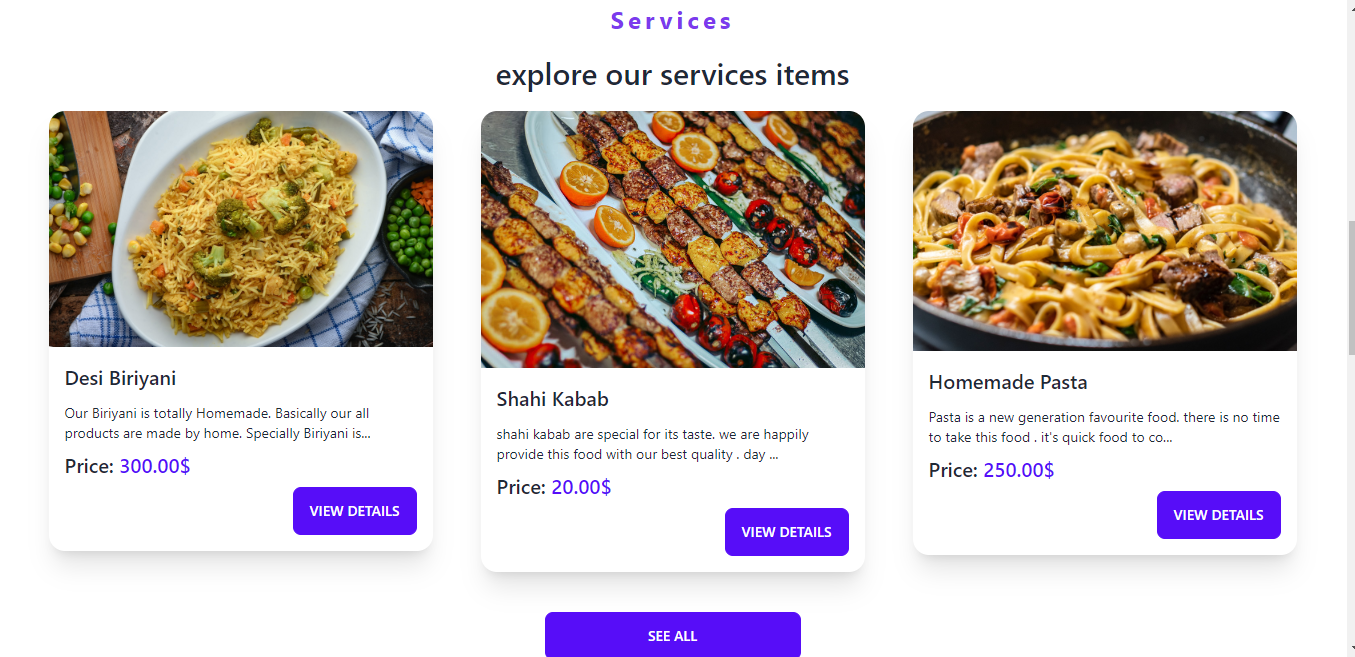 Services
explore our services items
Desi Biriyani
Our Biriyani is totally Homemade. Basically our all
products are made by home. Specially Biriyani is...
Price: 300.00$
VIEW DETAILS
Shahi Kabab
shahi kabab are special for its taste. we are happily
provide this food with our best quality . day ...
Price: 20.00$
VIEW DETAILS
Homemade Pasta
Pasta is a new generation favourite food. there is no time
to take this food . it's quick food to co...
Price: 250.00$
VIEW DETAILS
SEE ALL